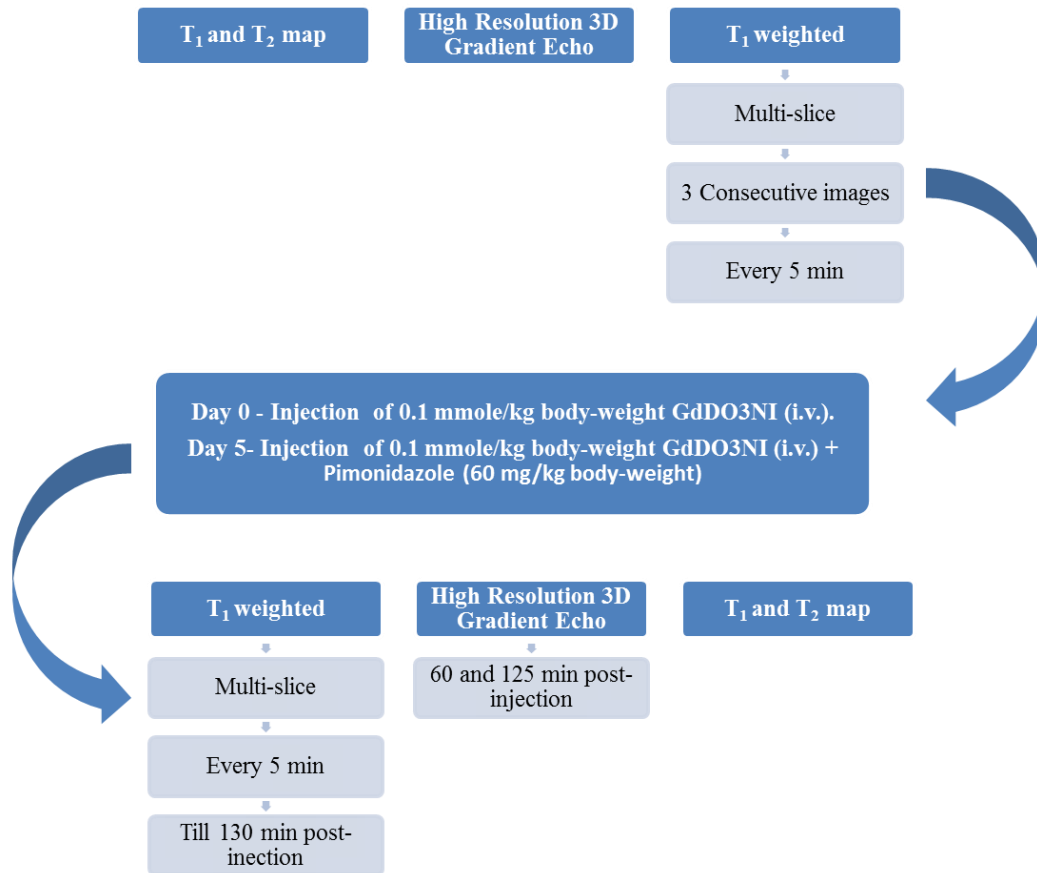 T₁ and T₂ map
High Resolution 3D
Gradient Echo
T₁ weighted
Multi-slice
3 Consecutive images
Every 5 min
Day 0 - Injection of 0.1 mmole/kg body-weight GdDO3NI (i.v.).
Day 5- Injection of 0.1 mmole/kg body-weight GdDO3NI (i.v.) +
Pimonidazole (60 mg/kg body-weight)
T₁ weighted
Multi-slice
Every 5 min
Till 130 min post-
inection
High Resolution 3D
Gradient Echo
60 and 125 min post-
injection
T₁ and T₂ map